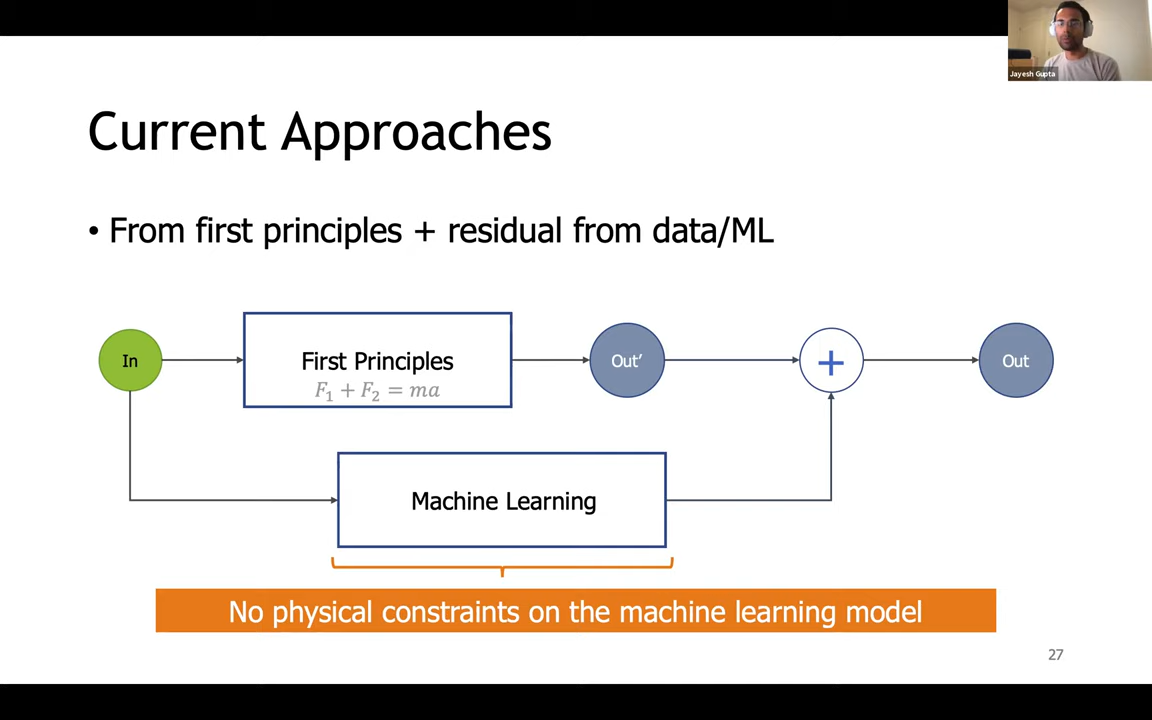 Jayesh Gupta
Current Approaches
• From first principles + residual from data/ML
In
First Principles
F₁ + F₂ = ma
Out’
+
Out
Machine Learning
No physical constraints on the machine learning model
27